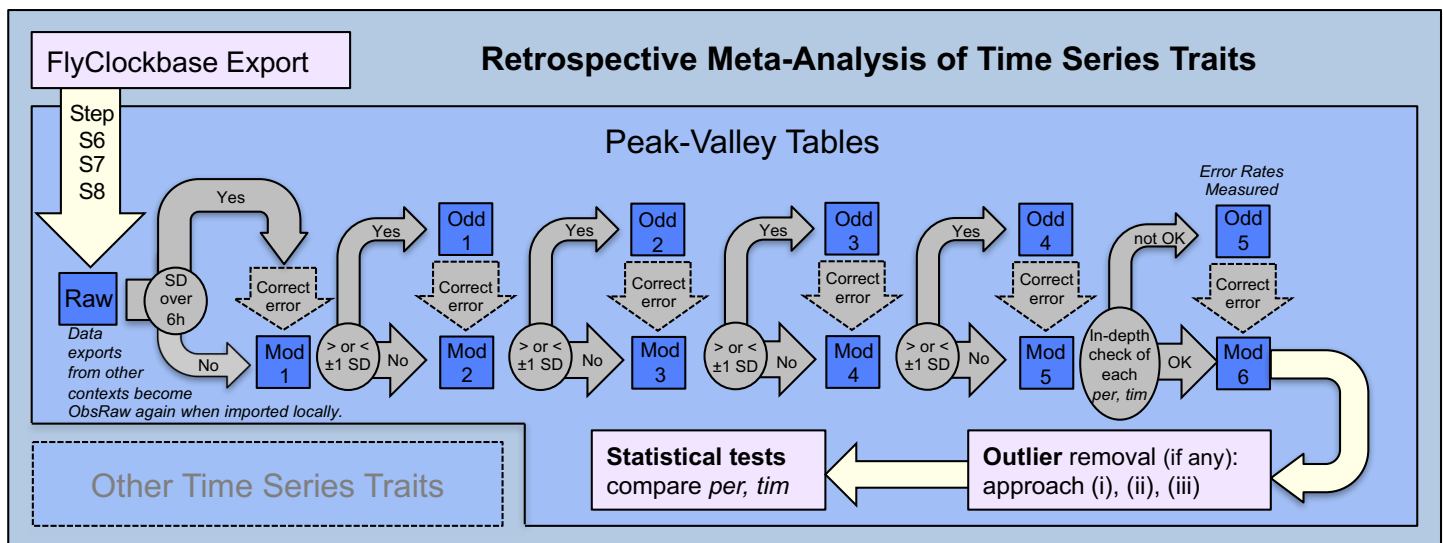 FlyClockbase Export
Retrospective Meta-Analysis of Time Series Traits
Step
S6
S7
S8
Peak-Valley Tables
Raw
Data
exports
from other
contexts become
ObsRaw again when imported locally.
SD
over
6h
Yes
No
Correct
error
Mod
1
> or <
±1 SD
Yes
No
Odd
1
Correct
error
Mod
2
> or <
±1 SD
Yes
No
Odd
2
Correct
error
Mod
3
> or <
±1 SD
Yes
No
Odd
3
Correct
error
Mod
4
> or <
±1 SD
Yes
No
Odd
4
Correct
error
Mod
5
In-depth
check of
each
per, tim
not OK
OK
Error Rates
Measured
Odd
5
Correct
error
Mod
6
Outlier removal (if any):
approach (i), (ii), (iii)
Statistical tests
compare per, tim
Other Time Series Traits